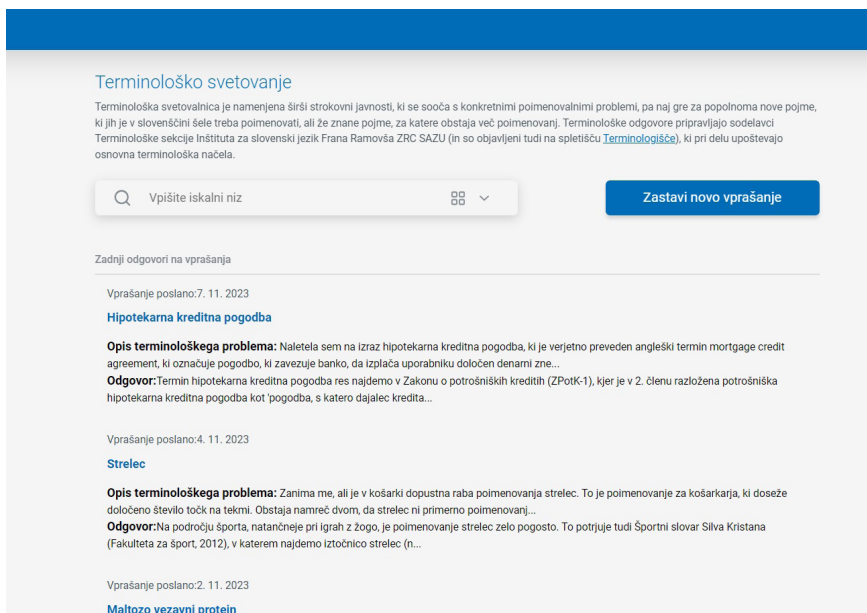 Terminološko svetovanje
Terminološka svetovalnica je namenjena širši strokovni javnosti, ki se sooča s konkretnimi poimenovalnimi problemi, pa naj gre za popolnoma nove pojme,
ki jih je v slovenščini šele treba poimenovati, ali že znane pojme, za katere obstaja več poimenovanj. Terminološke odgovore pripravljajo sodelavci
Terminološke sekcije Inštituta za slovenski jezik Frana Ramovša ZRC SAZU (in so objavljeni tudi na spletišču Terminologišče), ki pri delu upoštevajo
osnovna terminološka načela.
Vpišite iskalni niz
Zastavi novo vprašanje
Zadnji odgovori na vprašanja
Vprašanje poslano:7. 11. 2023
Hipotekarna kreditna pogodba
Opis terminološkega problema: Naletela sem na izraz hipotekarna kreditna pogodba, ki je verjetno preveden angleški termin mortgage credit
agreement, ki označuje pogodbo, ki zavezuje banko, da izplača uporabniku določen denarni zne...
Odgovor:Termin hipotekarna kreditna pogodba res najdemo v Zakonu o potrošniških kreditih (ZPotK-1), kjer je v 2. členu razložena potrošniška
hipotekarna kreditna pogodba kot 'pogodba, s katero dajalec kredita...
Vprašanje poslano:4. 11. 2023
Strelec
Opis terminološkega problema: Zanima me, ali je v košarki dopustna raba poimenovanja strelec. To je poimenovanje za košarkarja, ki doseže
določeno število točk na tekmi. Obstaja namreč dvom, da strelec ni primerno poimenovanj...
Odgovor:Na področju športa, natančneje pri igrah z žogo, je poimenovanje strelec zelo pogosto. To potrjuje tudi Športni slovar Silva Kristana
(Fakulteta za šport, 2012), v katerem najdemo iztočnico strelec (n...
Vprašanje poslano:2. 11. 2023
Maltozo vezavni protein